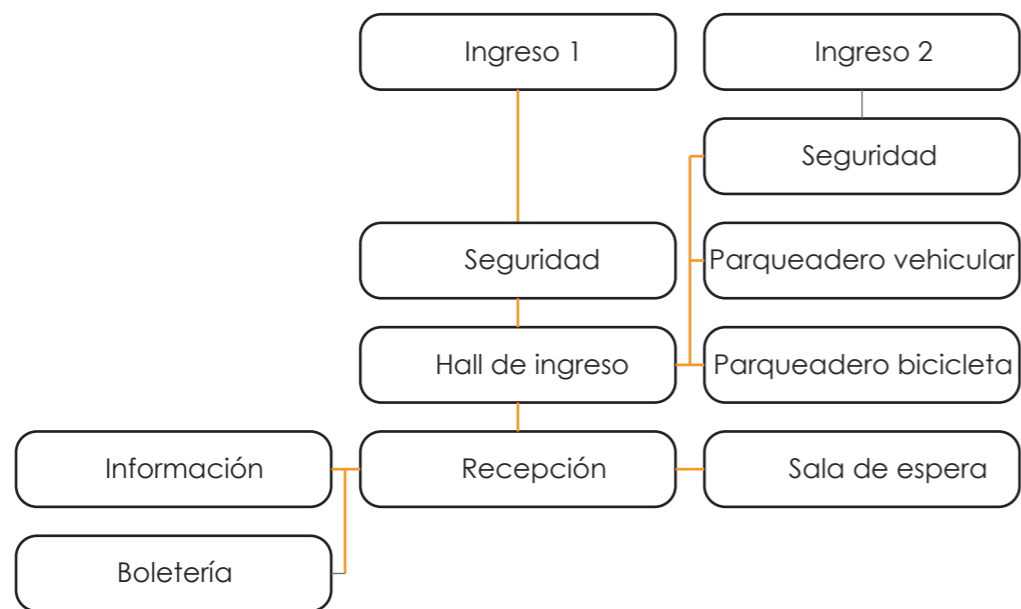 Ingreso 1
Ingreso 2
Seguridad
Seguridad
Parqueadero vehicular
Hall de ingreso
Parqueadero bicicleta
Información
Recepción
Sala de espera
Boletería